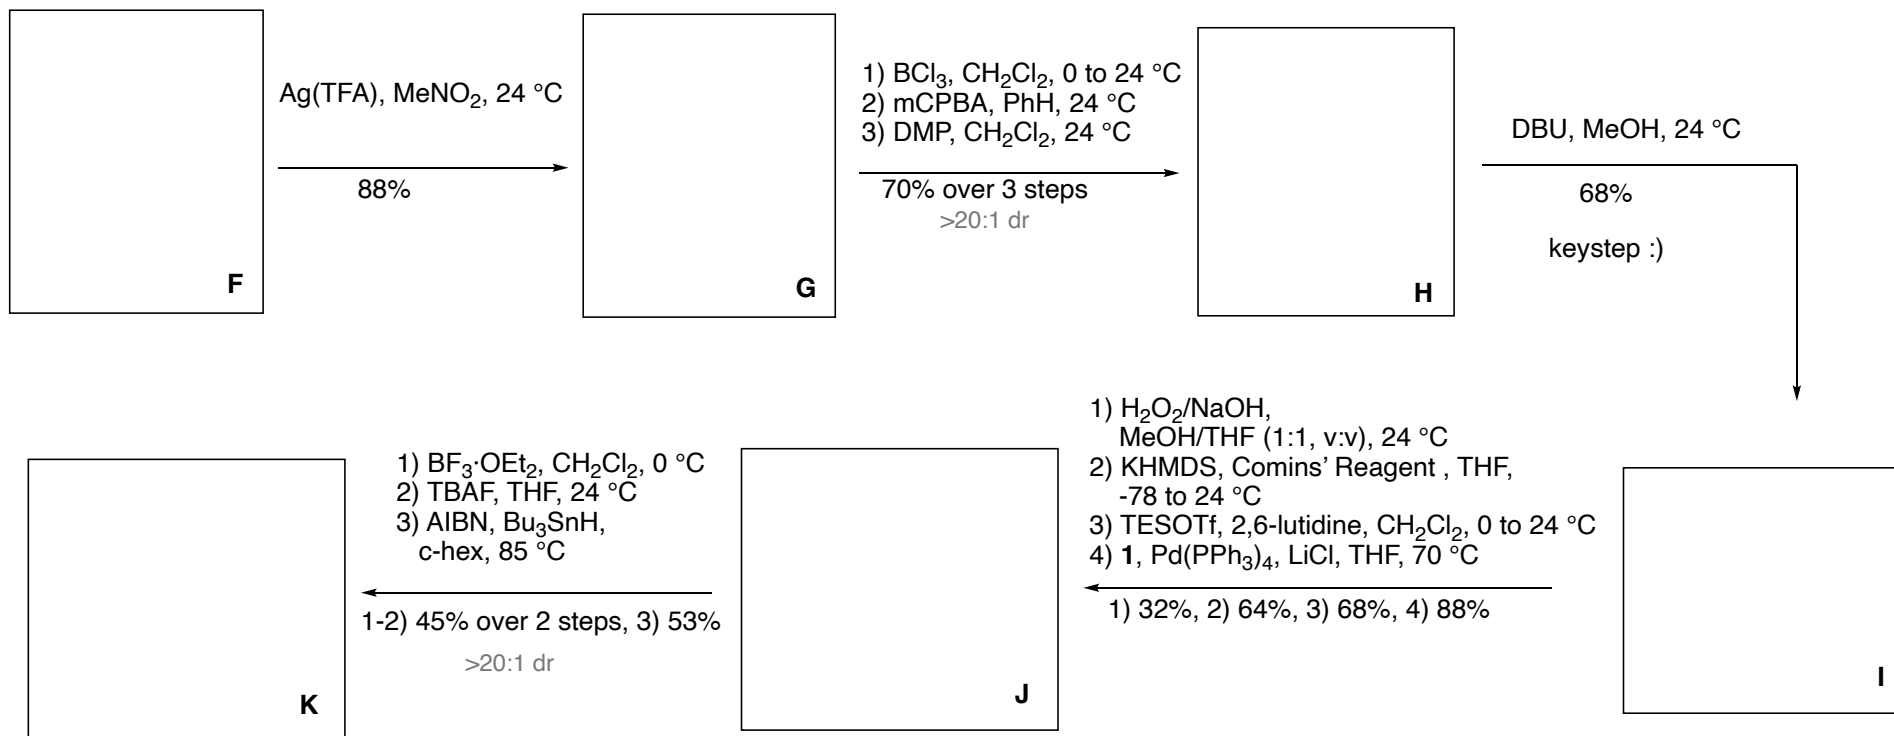 Ag(TFA), MeNO₂, 24 °C
88%
F
G
1) BCl₃, CH₂Cl₂, 0 to 24 °C
2) mCPBA, PhH, 24 °C
3) DMP, CH₂Cl₂, 24 °C
70% over 3 steps
>20:1 dr
H
DBU, MeOH, 24 °C
68%
keystep :)
1) H₂O₂/NaOH,
MeOH/THF (1:1, v:v), 24 °C
2) KHMDS, Comins' Reagent , THF,
-78 to 24 °C
3) TESOTf, 2,6-lutidine, CH₂Cl₂, 0 to 24 °C
4) 1, Pd(PPh₃)₄, LiCl, THF, 70 °C
1) 32%, 2) 64%, 3) 68%, 4) 88%
I
J
1) BF₃·OEt₂, CH₂Cl₂, 0 °C
2) TBAF, THF, 24 °C
3) AIBN, Bu₃SnH,
c-hex, 85 °C
1-2) 45% over 2 steps, 3) 53%
>20:1 dr
K